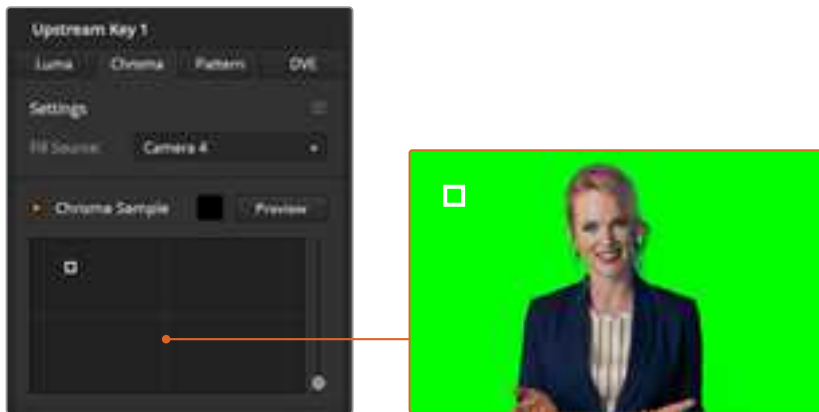 Upstream Key 1
Luma Chroma Pattern DVE
Settings
Fill Source: Camera 4
Chroma Sample Preview